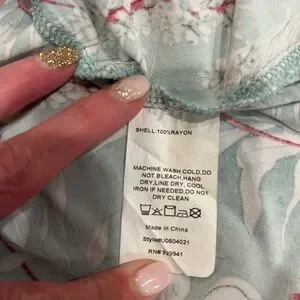 SHELL:100%RAYON
MACHINE WASH COLD,DO
NOT BLEACH,HANG
DRY,LINE DRY, COOL
IRON IF NEEDED,DO NOT
DRY CLEAN
Made in China
Style#U0604021
RN# 999941